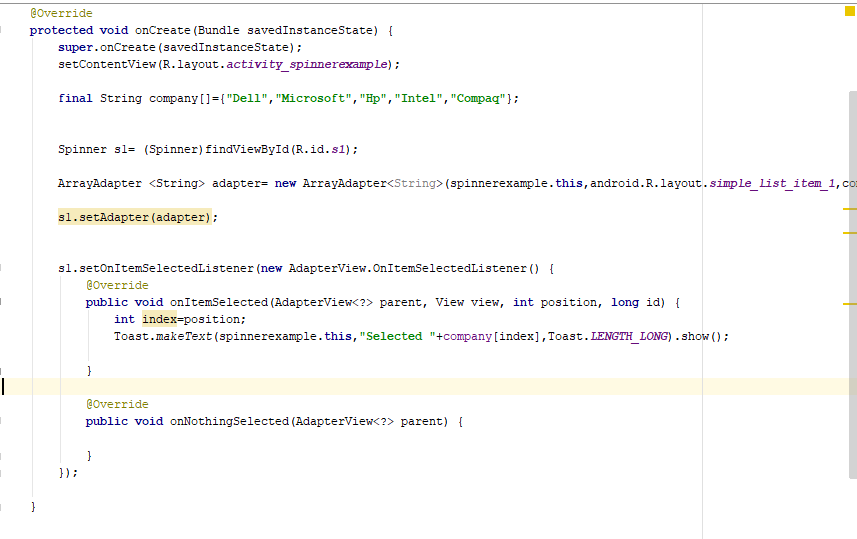 @Override
protected void onCreate(Bundle savedInstanceState) {
super.onCreate(savedInstanceState);
setContentView(R.layout.activity_spinnerexample);
final String company[]={"Dell","Microsoft","Hp","Intel","Compaq"};
Spinner s1= (Spinner)findViewById(R.id.s1);
ArrayAdapter <String> adapter= new ArrayAdapter<String>(spinnerexample.this,android.R.layout.simple_list_item_1,co
s1.setAdapter(adapter);
s1.setOnItemSelectedListener(new AdapterView.OnItemSelectedListener() {
@Override
public void onItemSelected(AdapterView<?> parent, View view, int position, long id) {
int index=position;
Toast.makeText(spinnerexample.this,"Selected "+company[index],Toast.LENGTH_LONG).show();
}
@Override
public void onNothingSelected(AdapterView<?> parent) {
}
});
}